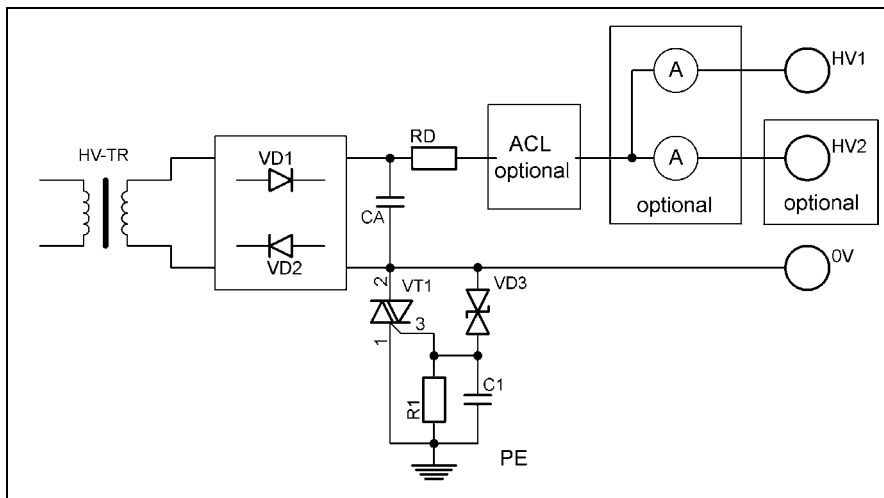 A
HV1
HV-TR
VD1
VD2
RD
CA
ACL
optional
A
optional
HV2
optional
0V
2
VT1
3
1
VD3
R1
C1
PE